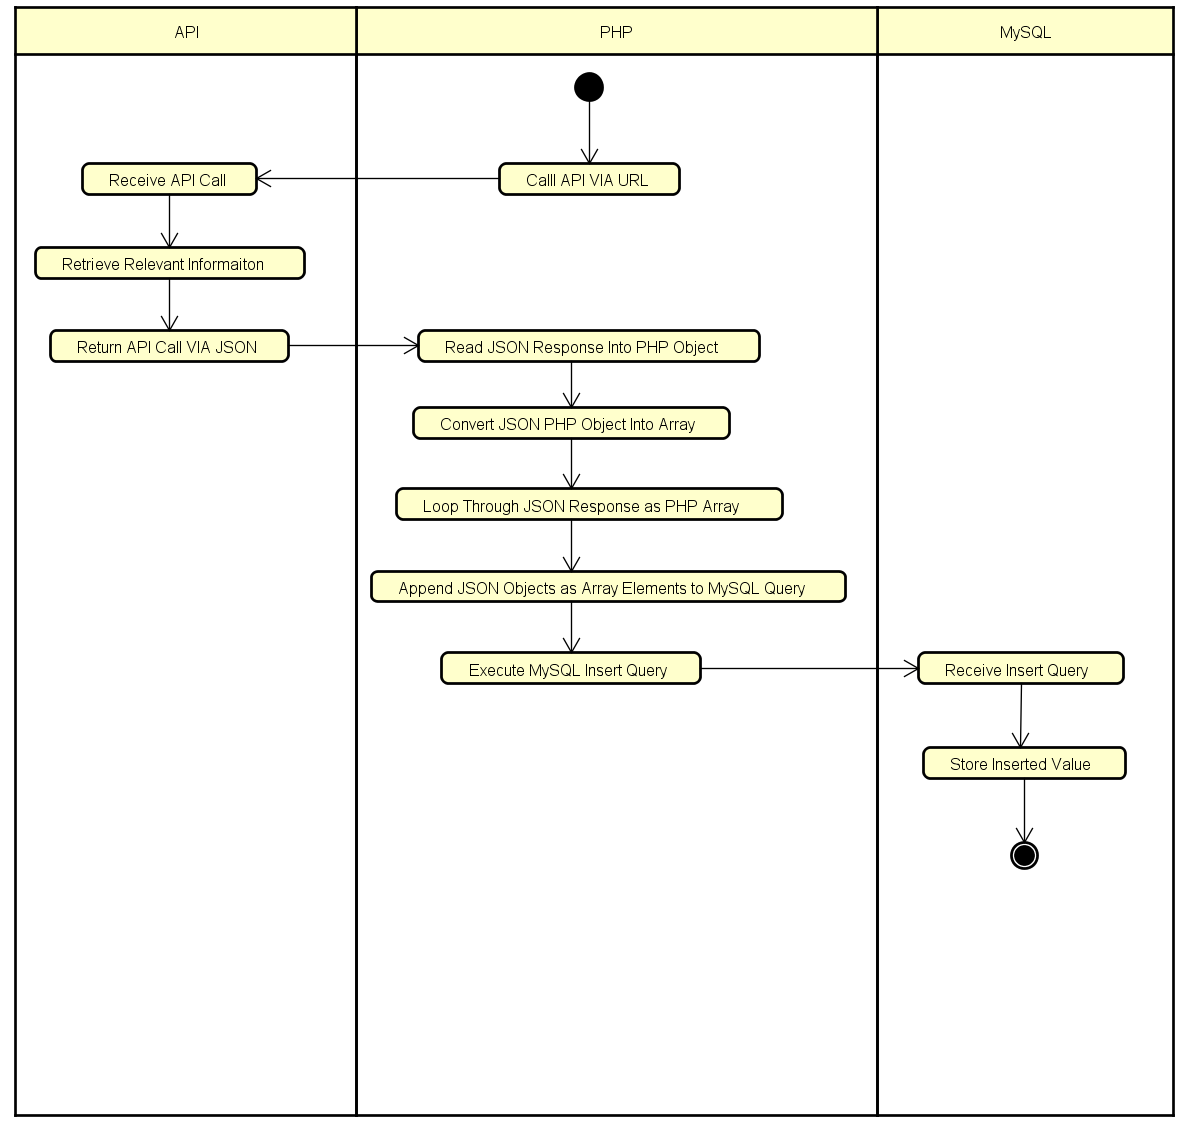 API
PHP
MySQL
Calll API VIA URL
Receive API Call
Retrieve Relevant Informaiton
Return API Call VIA JSON
Read JSON Response Into PHP Object
Convert JSON PHP Object Into Array
Loop Through JSON Response as PHP Array
Append JSON Objects as Array Elements to MySQL Query
Execute MySQL Insert Query
Receive Insert Query
Store Inserted Value